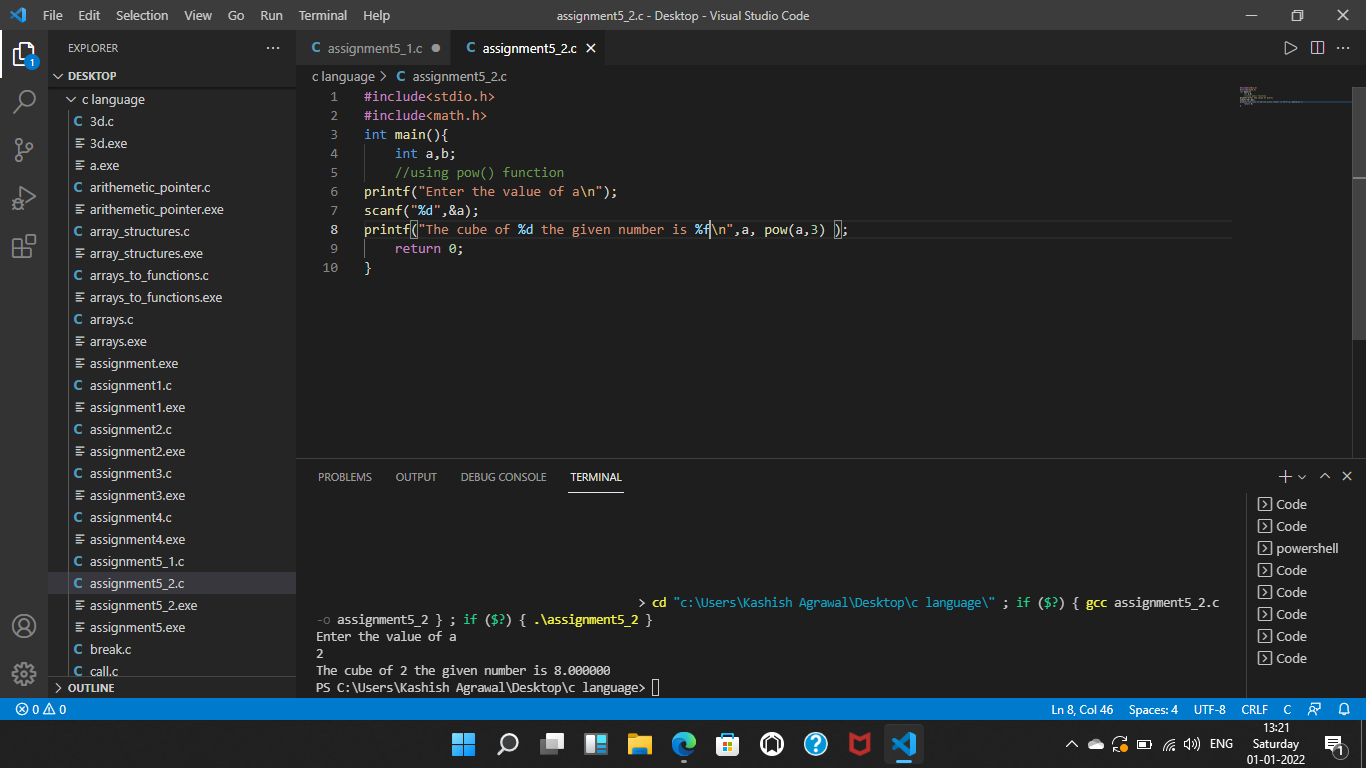 File Edit Selection View Go Run Terminal Help
assignment5_2.c - Desktop - Visual Studio Code
EXPLORER
DESKTOP
c language
3d.c
3d.exe
a.exe
arithemetic_pointer.c
arithemetic_pointer.exe
array_structures.c
array_structures.exe
arrays_to_functions.c
arrays_to_functions.exe
arrays.c
arrays.exe
assignment.exe
assignment1.c
assignment1.exe
assignment2.c
assignment2.exe
assignment3.c
assignment3.exe
assignment4.c
assignment4.exe
assignment5_1.c
assignment5_2.c
assignment5_2.exe
assignment5.exe
break.c
call.c
OUTLINE
assignment5_1.c
assignment5_2.c
c language > C assignment5_2.c
1 #include<stdio.h>
2 #include<math.h>
3 int main(){
4 int a,b;
5 //using pow() function
6 printf("Enter the value of a\n");
7 scanf("%d",&a);
8 printf("The cube of %d the given number is %f\n",a, pow(a,3) );
9 return 0;
10 }
PROBLEMS OUTPUT DEBUG CONSOLE TERMINAL
> cd "c:\Users\Kashish Agrawal\Desktop\c language\" ; if ($?) { gcc assignment5_2.c
-o assignment5_2 } ; if ($?) { .\assignment5_2 }
Enter the value of a
2
The cube of 2 the given number is 8.000000
PS C:\Users\Kashish Agrawal\Desktop\c language>
Code
Code
powershell
Code
Code
Code
Code
Code
0 0
Ln 8, Col 46 Spaces: 4 UTF-8 CRLF C
ENG
13:21
Saturday
01-01-2022
1